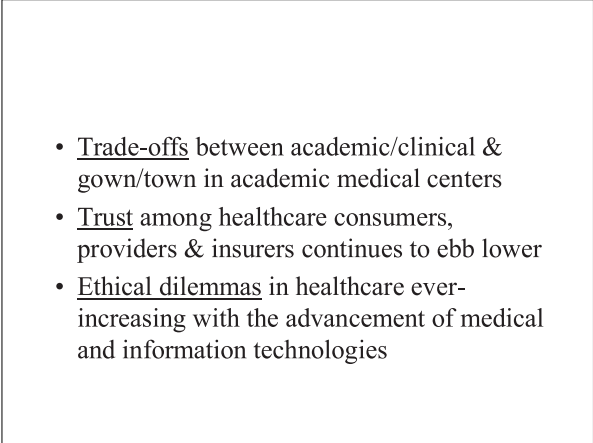 • Trade-offs between academic/clinical &
gown/town in academic medical centers
• Trust among healthcare consumers,
providers & insurers continues to ebb lower
• Ethical dilemmas in healthcare ever-
increasing with the advancement of medical
and information technologies